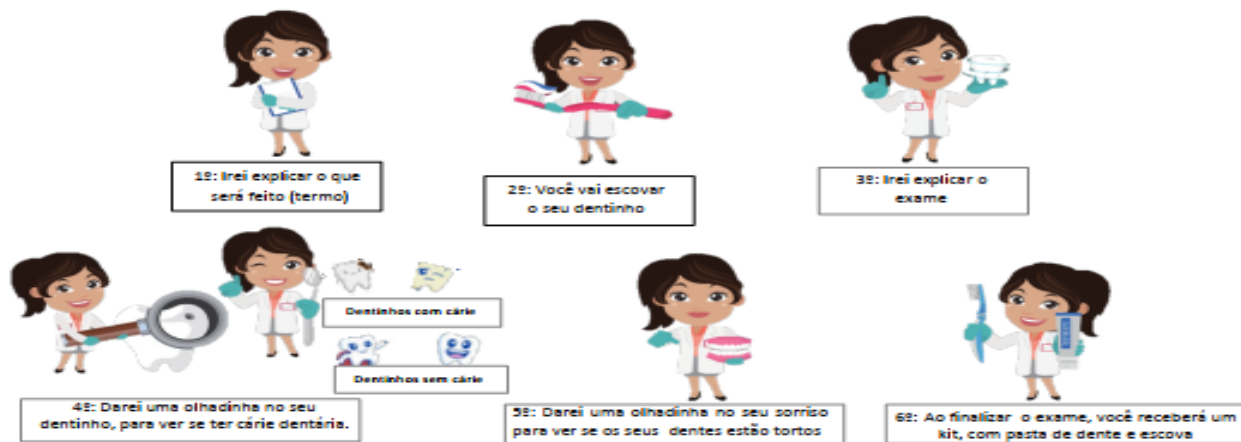 1º: Irei explicar o que
será feito (termo)
2º: Você vai escovar
o seu dentinho
3º: Irei explicar o
exame
Dentinhos com cárie
Dentinhos sem cárie
4º: Darei uma olhadinha no seu
dentinho, para ver se ter cárie dentária.
5º: Darei uma olhadinha no seu sorriso
para ver se os seus dentes estão tortos
6º: Ao finalizar o exame, você receberá um
kit, com pasta de dente e escova